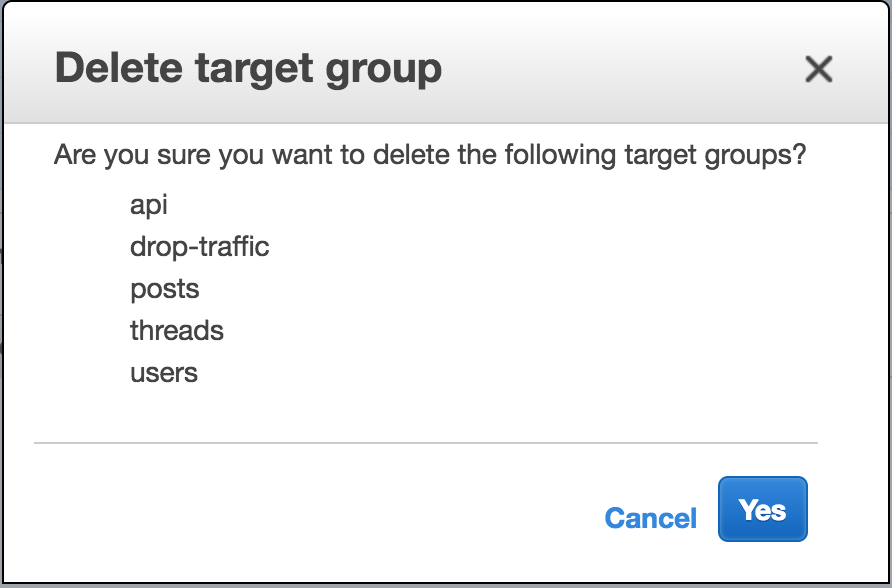 Delete target group
Are you sure you want to delete the following target groups?
api
drop-traffic
posts
threads
users
Cancel
Yes